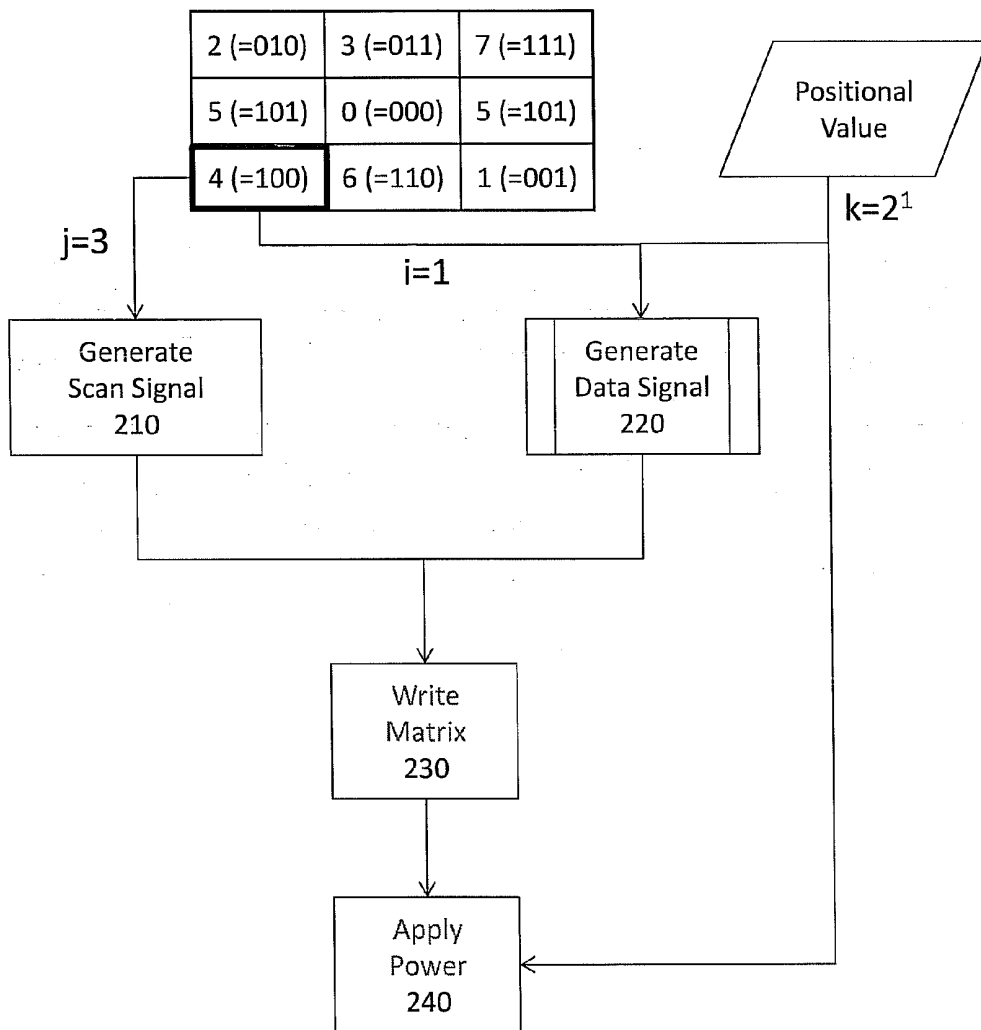 2 (=010) 3 (=011) 7 (=111)
5 (=101) 0 (=000) 5 (=101)
4 (=100) 6 (=110) 1 (=001)
Positional
Value
k=2¹
j=3
i=1
Generate
Scan Signal
210
Generate
Data Signal
220
Write
Matrix
230
Apply
Power
240